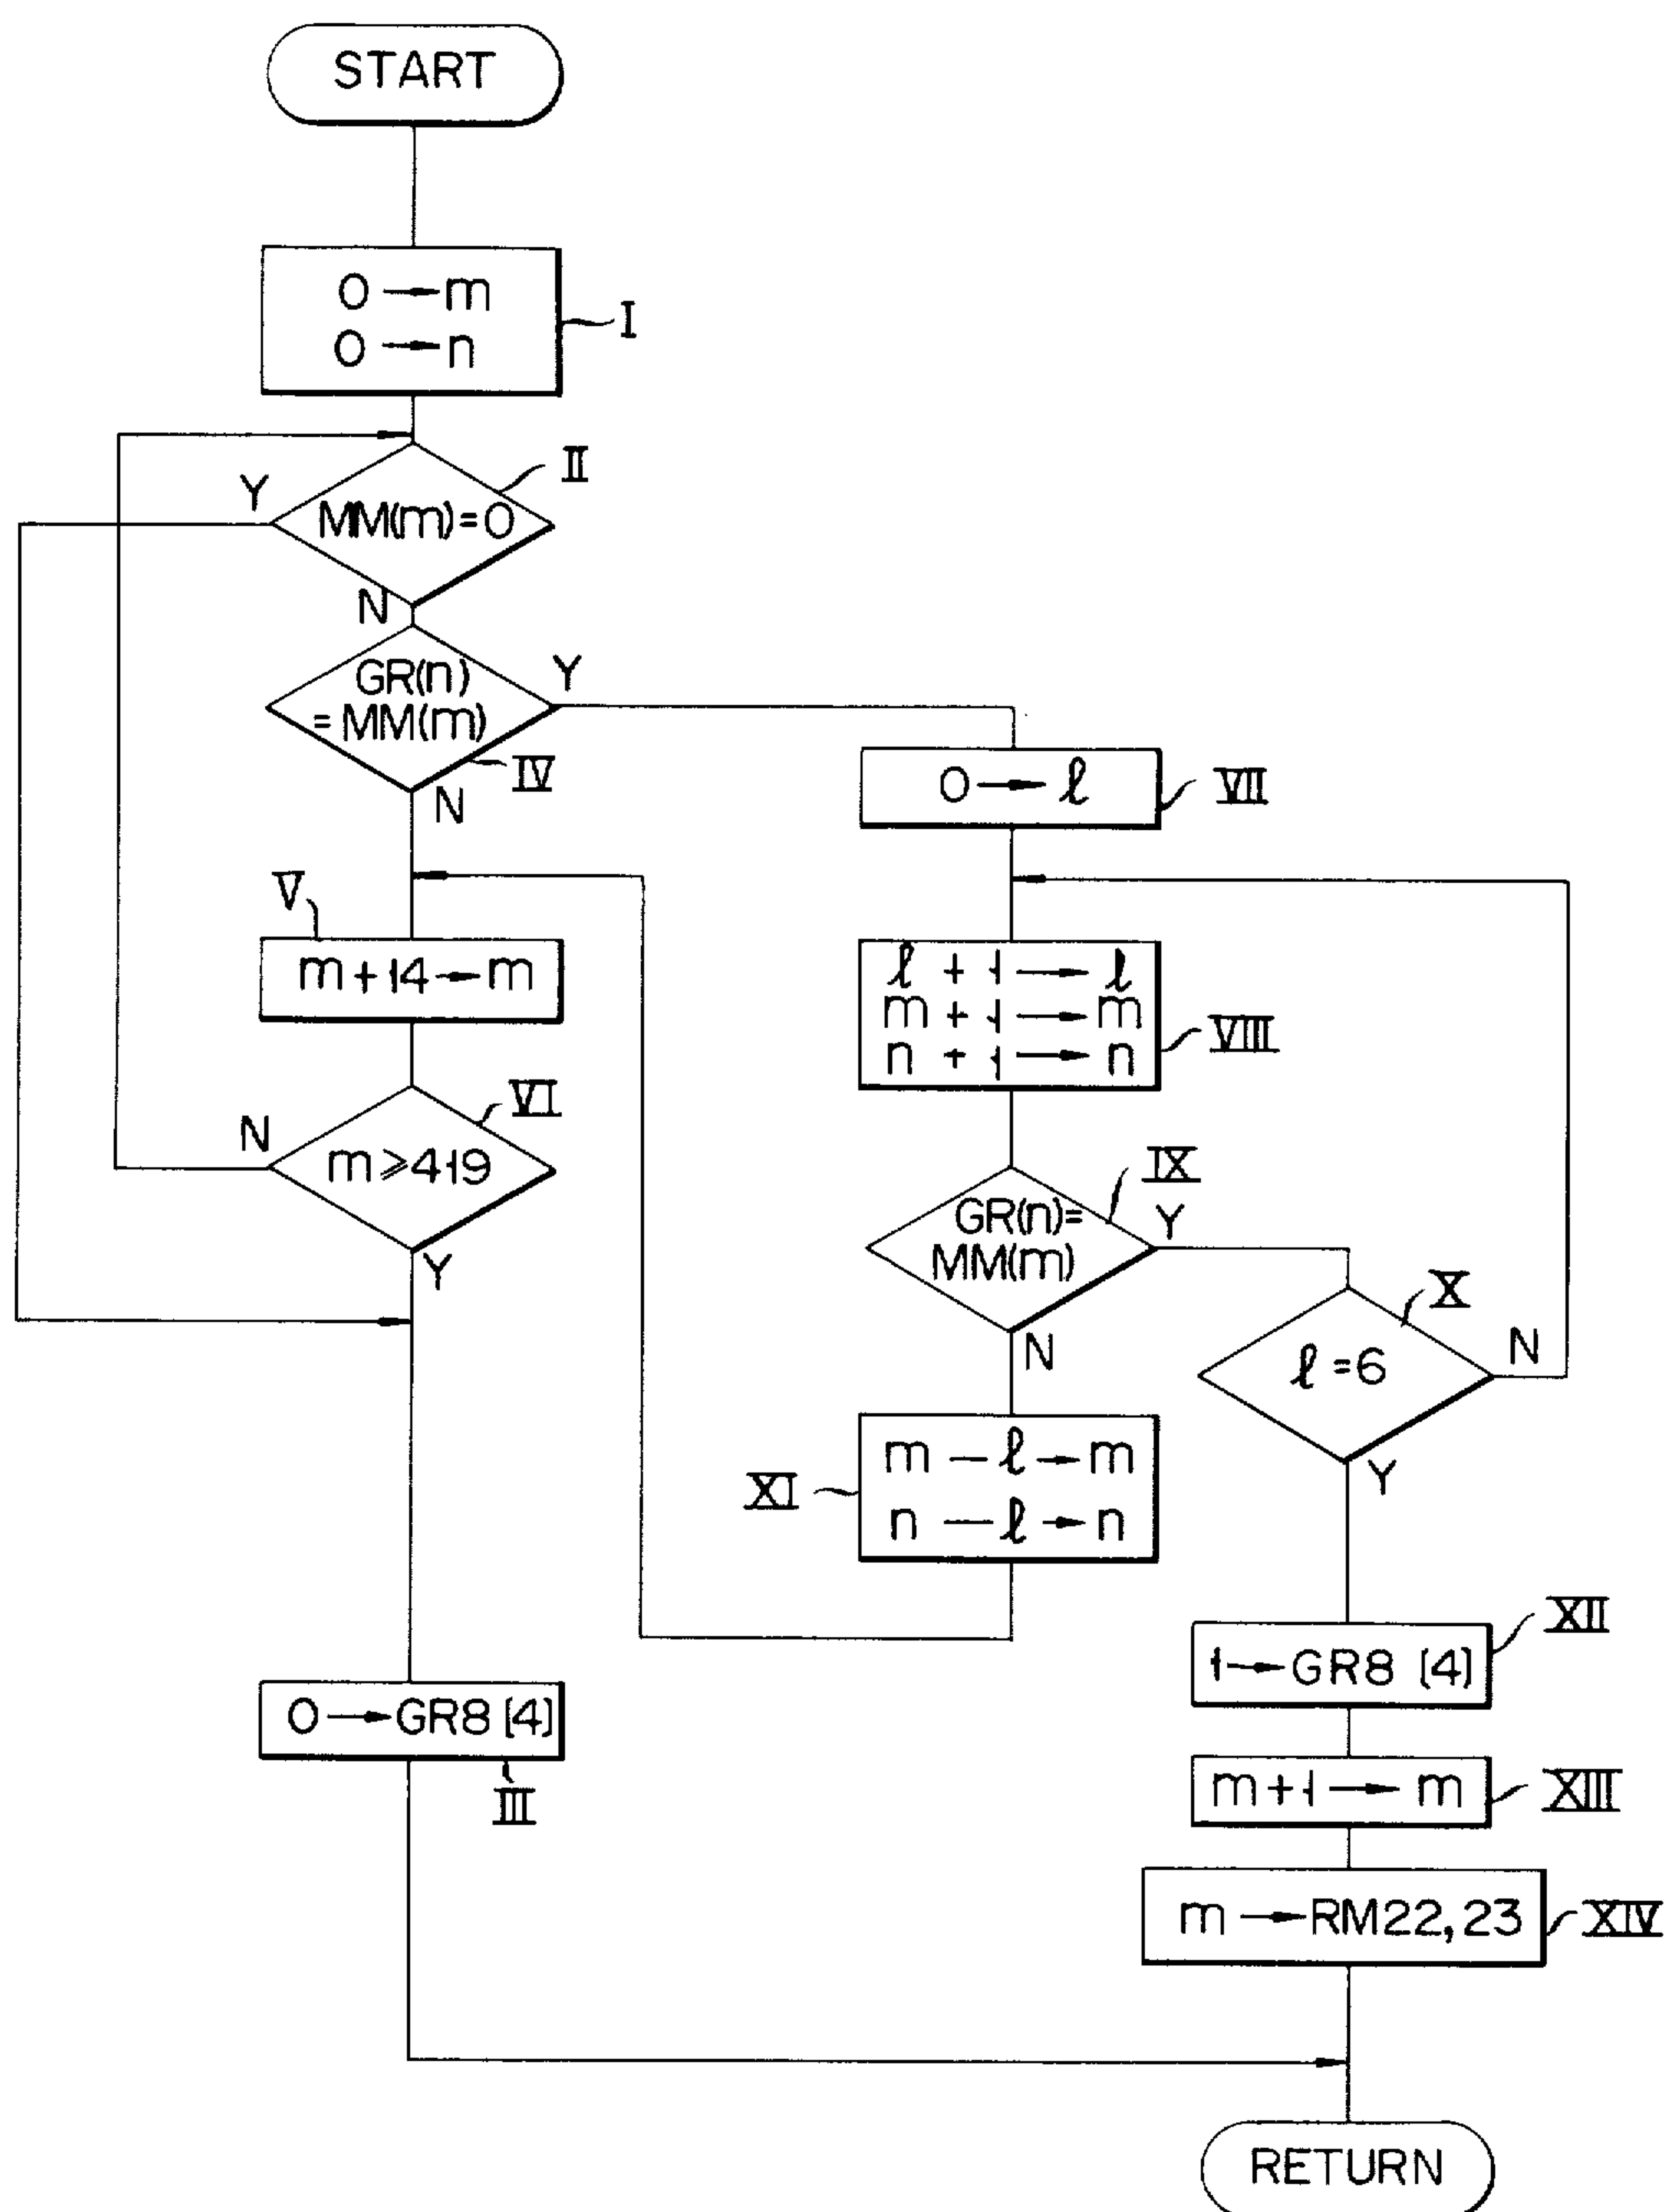 START
0 → m
0 → n
I
II
Y
MM(m)=0
N
GR(n)
= MM(m)
Y
IV
N
V
m + 14 → m
VI
N
m ≥ 419
Y
0 → GR8 [4]
III
0 → ℓ
VII
ℓ + 1 → ℓ
m + 1 → m
n + 1 → n
VIII
IX
GR(n)=
MM(m)
Y
N
X
ℓ = 6
N
Y
XI
m — ℓ → m
n — ℓ → n
XII
1 → GR8 [4]
m + 1 → m
XIII
m → RM22, 23
XIV
RETURN